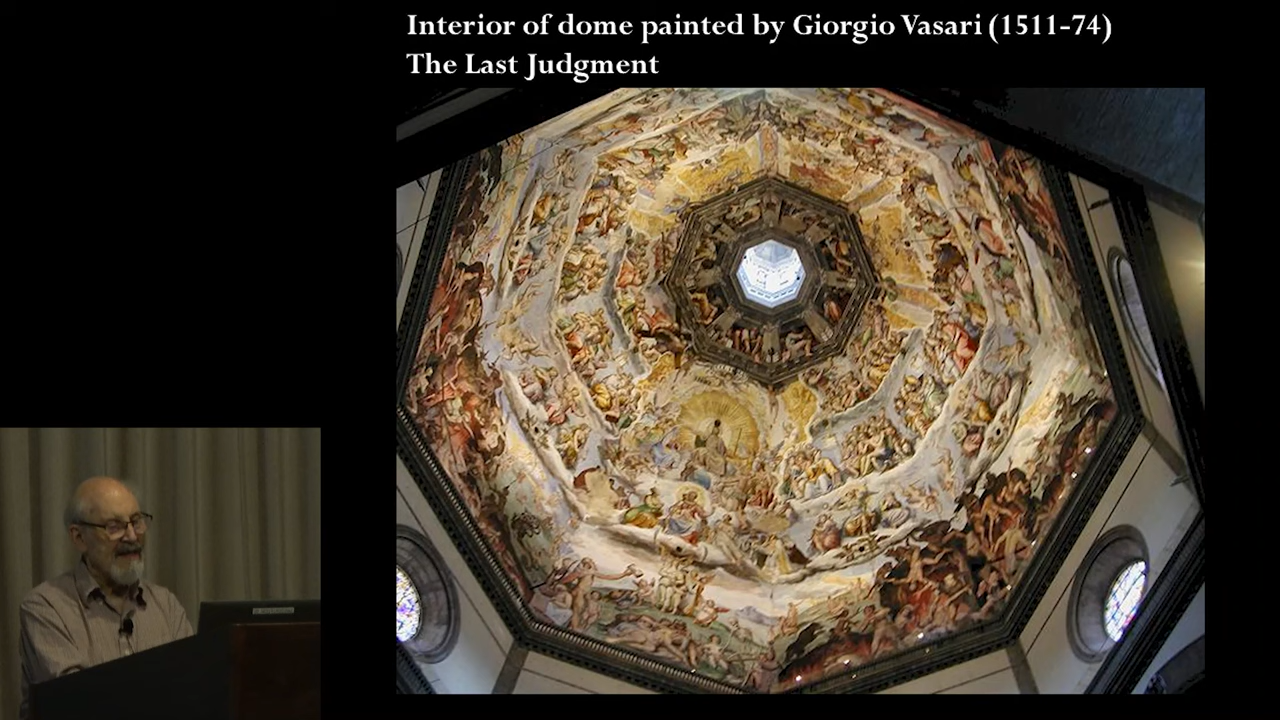 Interior of dome painted by Giorgio Vasari (1511-74)
The Last Judgment